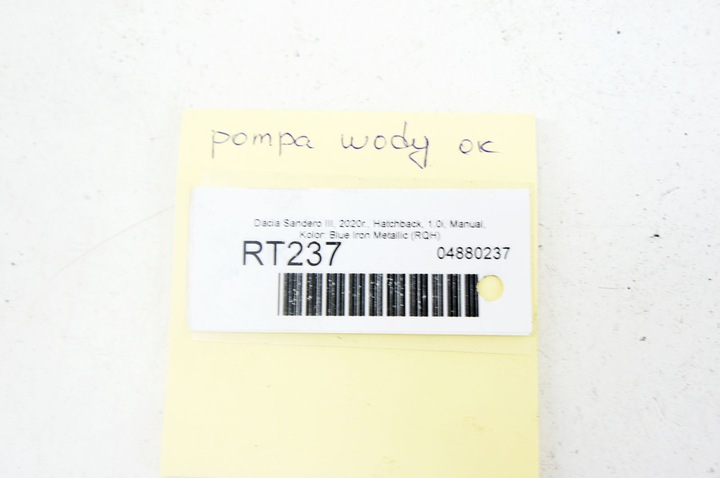 pompa wody ok
Dacia Sandero III, 2020r., Hatchback, 1.0i, Manual,
Kolor: Blue Iron Metallic (RQH)
RT237 04880237